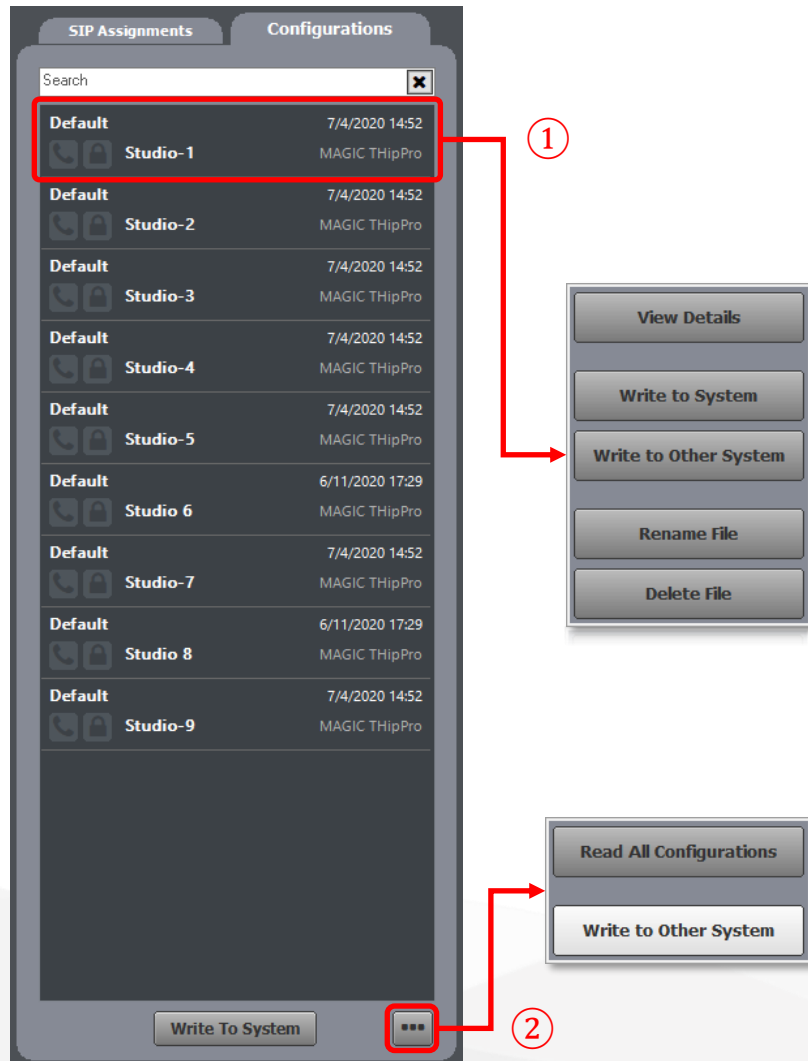 SIP Assignments
Configurations
Search
Default 7/4/2020 14:52
Studio-1 MAGIC THipPro
Default 7/4/2020 14:52
Studio-2 MAGIC THipPro
Default 7/4/2020 14:52
Studio-3 MAGIC THipPro
Default 7/4/2020 14:52
Studio-4 MAGIC THipPro
Default 7/4/2020 14:52
Studio-5 MAGIC THipPro
Default 6/11/2020 17:29
Studio 6 MAGIC THipPro
Default 7/4/2020 14:52
Studio-7 MAGIC THipPro
Default 6/11/2020 17:29
Studio 8 MAGIC THipPro
Default 7/4/2020 14:52
Studio-9 MAGIC THipPro
Write To System
①
View Details
Write to System
Write to Other System
Rename File
Delete File
②
Read All Configurations
Write to Other System